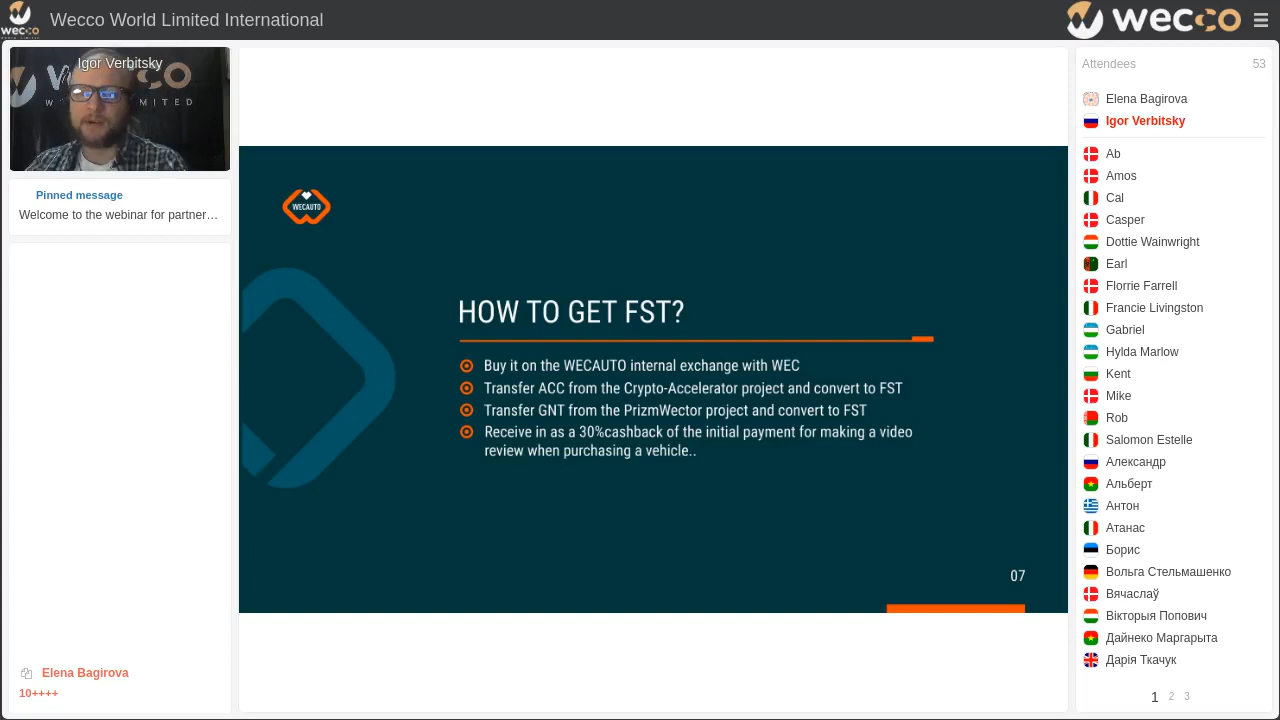 wecco
Wecco World Limited International
wecco
Igor Verbitsky
Pinned message
Welcome to the webinar for partner…
Elena Bagirova
10++++
WECAUTO
HOW TO GET FST?
Buy it on the WECAUTO internal exchange with WEC
Transfer ACC from the Crypto-Accelerator project and convert to FST
Transfer GNT from the PrizmWector project and convert to FST
Receive in as a 30%cashback of the initial payment for making a video
review when purchasing a vehicle..
07
Attendees 53
Elena Bagirova
Igor Verbitsky
Ab
Amos
Cal
Casper
Dottie Wainwright
Earl
Florrie Farrell
Francie Livingston
Gabriel
Hylda Marlow
Kent
Mike
Rob
Salomon Estelle
Александр
Альберт
Антон
Атанас
Борис
Вольга Стельмашенко
Вячаслаў
Вікторыя Попович
Дайнеко Маргарыта
Дарія Ткачук
1 2 3